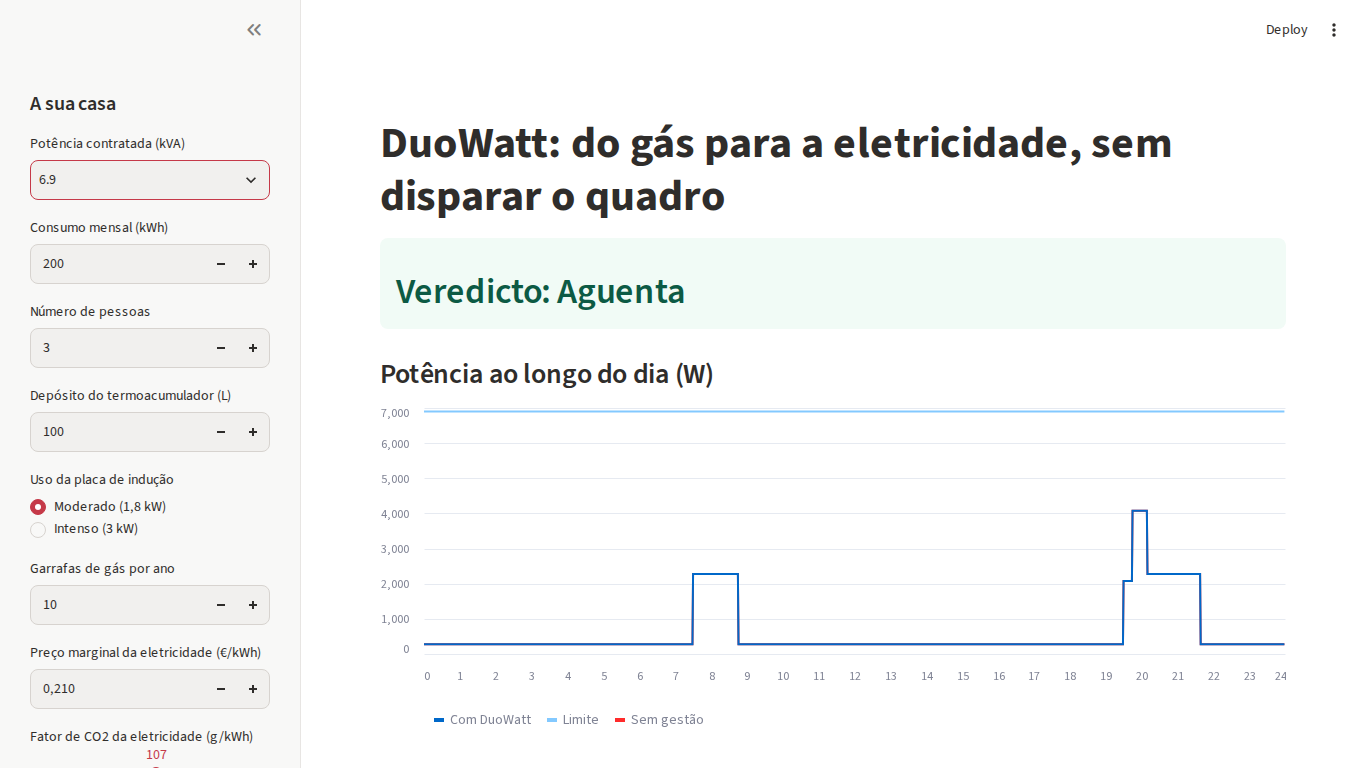 Deploy
A sua casa
Potência contratada (kVA)
6.9
Consumo mensal (kWh)
200
Número de pessoas
3
Depósito do termoacumulador (L)
100
Uso da placa de indução
Moderado (1,8 kW)
Intenso (3 kW)
Garrafas de gás por ano
10
Preço marginal da eletricidade (€/kWh)
0,210
Fator de CO2 da eletricidade (g/kWh)
107
DuoWatt: do gás para a eletricidade, sem
disparar o quadro
Veredicto: Aguenta
Potência ao longo do dia (W)
7,000
6,000
5,000
4,000
3,000
2,000
1,000
0
0 1 2 3 4 5 6 7 8 9 10 11 12 13 14 15 16 17 18 19 20 21 22 23 24
Com DuoWatt Limite Sem gestão